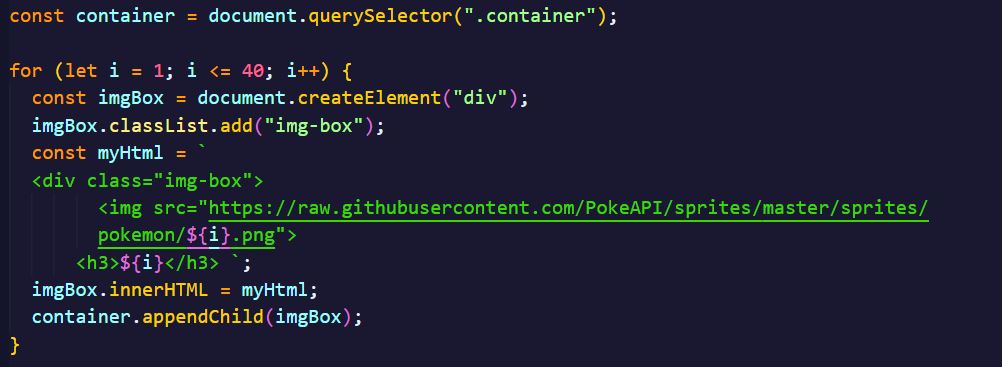 const container = document.querySelector(".container");
for (let i = 1; i <= 40; i++) {
const imgBox = document.createElement("div");
imgBox.classList.add("img-box");
const myHtml = `
<div class="img-box">
<img src="https://raw.githubusercontent.com/PokeAPI/sprites/master/sprites/
pokemon/${i}.png">
<h3>${i}</h3> `;
imgBox.innerHTML = myHtml;
container.appendChild(imgBox);
}